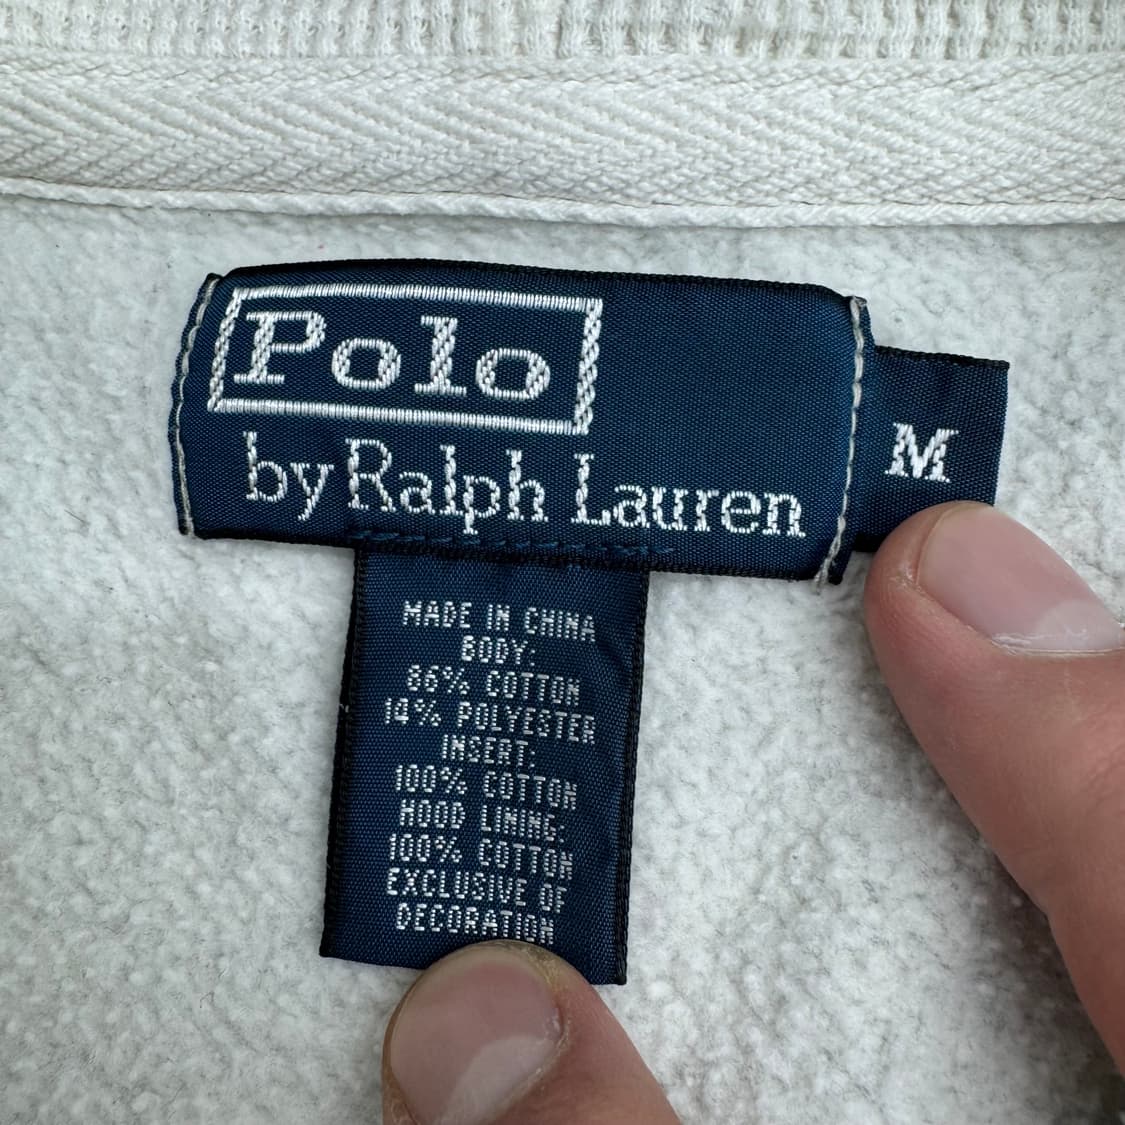 Polo
by Ralph Lauren
M
MADE IN CHINA
BODY:
86% COTTON
14% POLYESTER
INSERT:
100% COTTON
HOOD LINING:
100% COTTON
EXCLUSIVE OF
DECORATION